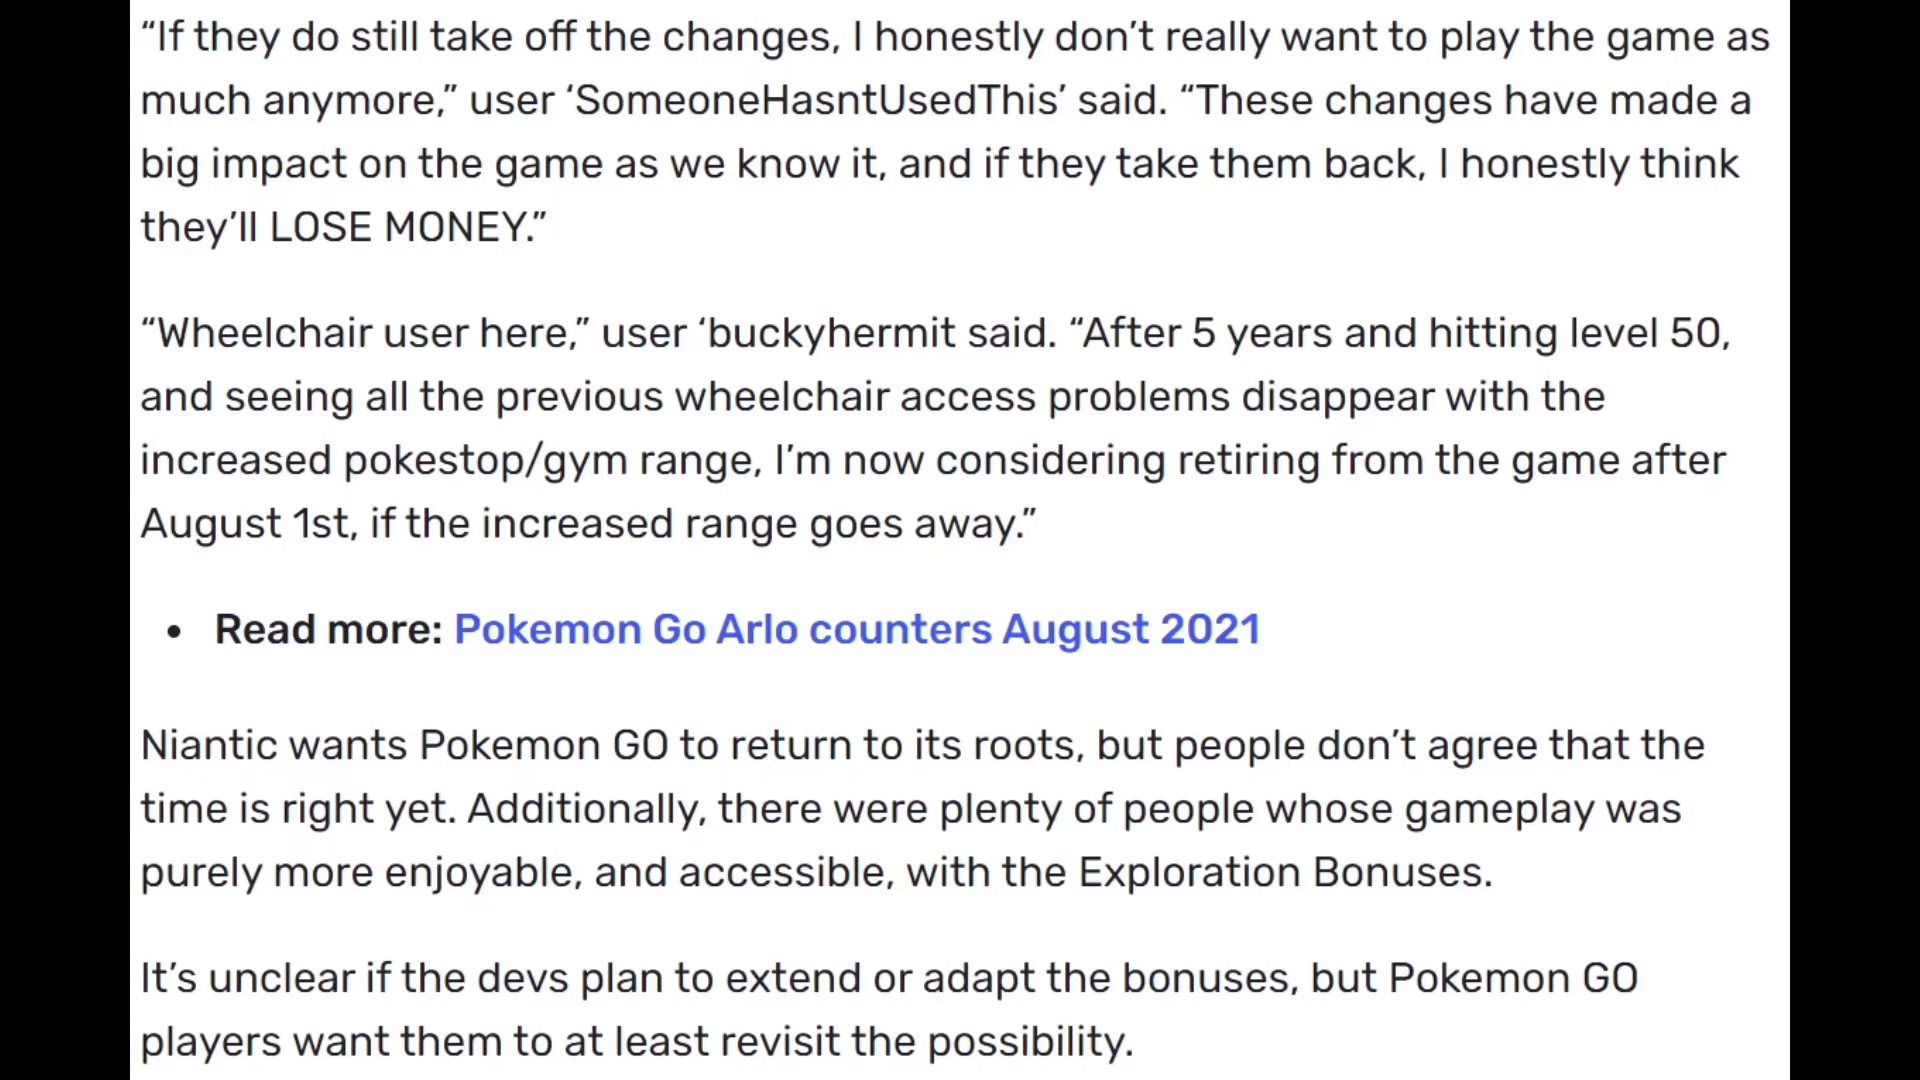 “If they do still take off the changes, I honestly don’t really want to play the game as
much anymore,” user ‘SomeoneHasntUsedThis’ said. “These changes have made a
big impact on the game as we know it, and if they take them back, I honestly think
they’ll LOSE MONEY.”
“Wheelchair user here,” user ‘buckyhermit said. “After 5 years and hitting level 50,
and seeing all the previous wheelchair access problems disappear with the
increased pokestop/gym range, I’m now considering retiring from the game after
August 1st, if the increased range goes away.”
• Read more: Pokemon Go Arlo counters August 2021
Niantic wants Pokemon GO to return to its roots, but people don’t agree that the
time is right yet. Additionally, there were plenty of people whose gameplay was
purely more enjoyable, and accessible, with the Exploration Bonuses.
It’s unclear if the devs plan to extend or adapt the bonuses, but Pokemon GO
players want them to at least revisit the possibility.